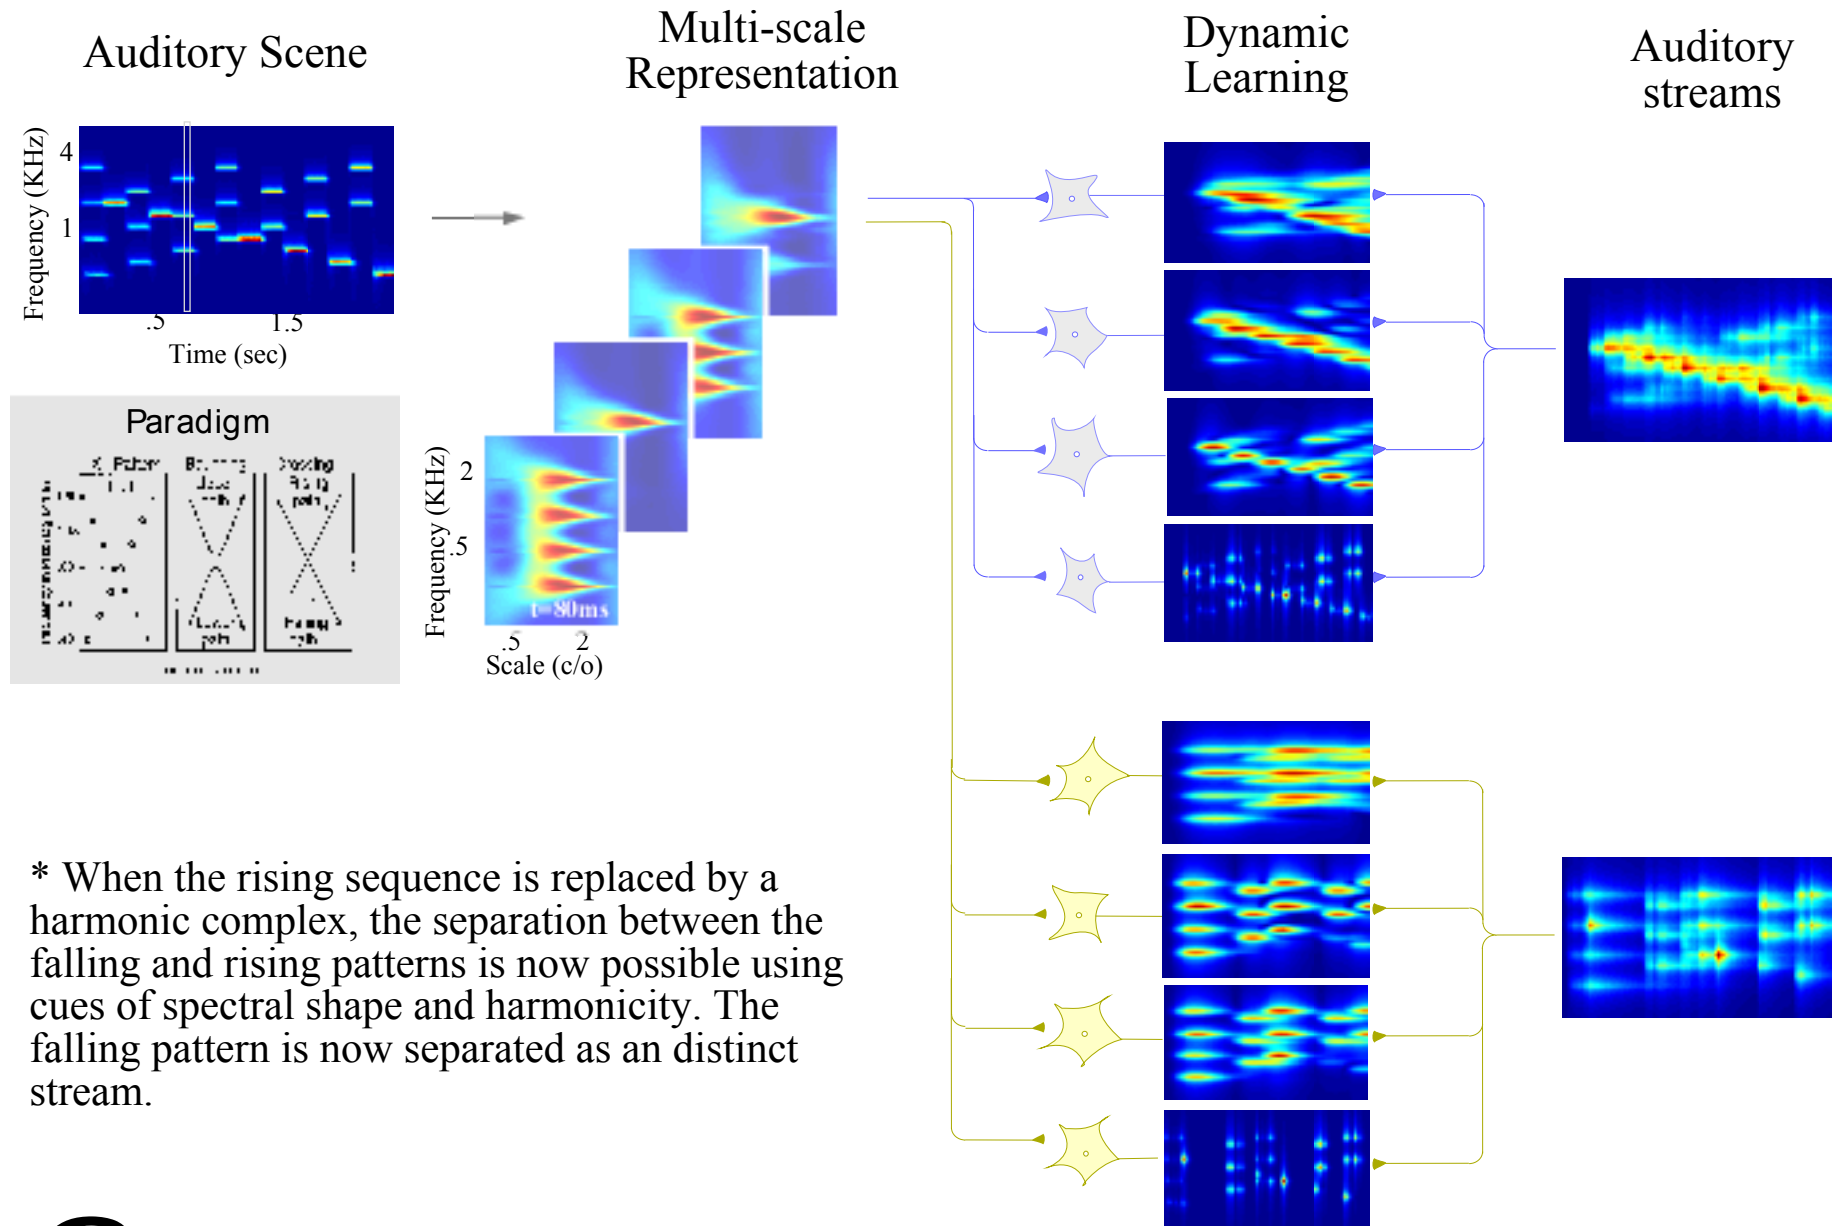 Auditory Scene
Multi-scale
Representation
Dynamic
Learning
Auditory
streams
Frequency (KHz)
4
1
.5
1.5
Time (sec)
Paradigm
Pattern
Crossing
Frequency (KHz)
2
.5
t=80ms
.5
2
Scale (c/o)
* When the rising sequence is replaced by a
harmonic complex, the separation between the
falling and rising patterns is now possible using
cues of spectral shape and harmonicity. The
falling pattern is now separated as an distinct
stream.